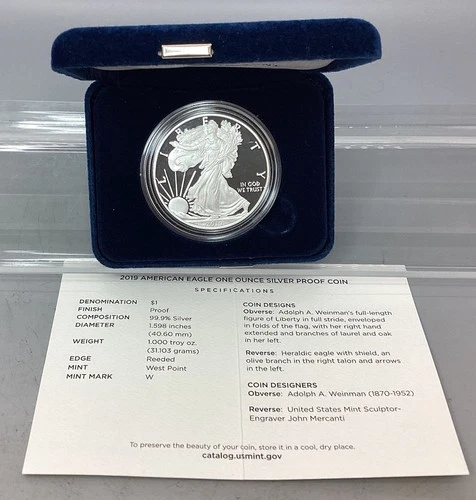 LIBERTY
IN GOD
WE TRUST
2019 AMERICAN EAGLE ONE OUNCE SILVER PROOF COIN
SPECIFICATIONS
DENOMINATION $1
FINISH Proof
COMPOSITION 99.9% Silver
DIAMETER 1.598 inches
(40.60 mm)
WEIGHT 1.000 troy oz.
(31.103 grams)
EDGE Reeded
MINT West Point
MINT MARK W
COIN DESIGNS
Obverse: Adolph A. Weinman's full-length
figure of Liberty in full stride, enveloped
in folds of the flag, with her right hand
extended and branches of laurel and oak
in her left.
Reverse: Heraldic eagle with shield, an
olive branch in the right talon and arrows
in the left.
COIN DESIGNERS
Obverse: Adolph A. Weinman (1870-1952)
Reverse: United States Mint Sculptor-
Engraver John Mercanti
To preserve the beauty of your coin, store it in a cool, dry place.
catalog.usmint.gov